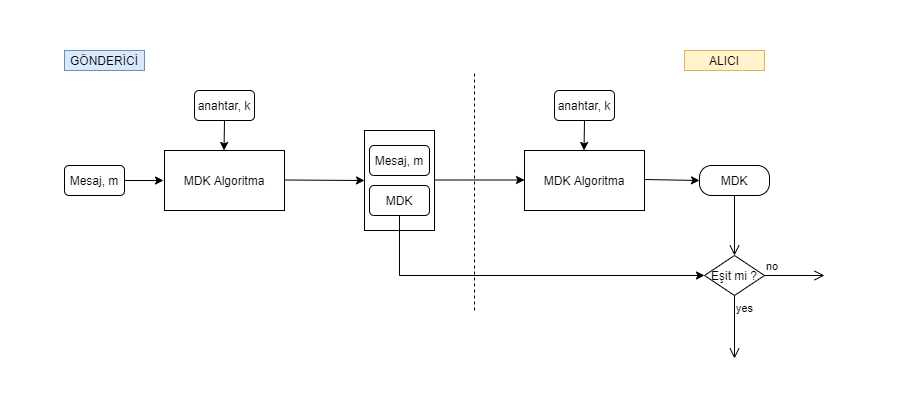 GÖNDERİCİ
ALICI
anahtar, k
anahtar, k
Mesaj, m
MDK Algoritma
Mesaj, m
MDK
MDK Algoritma
MDK
Eşit mi ?
no
yes